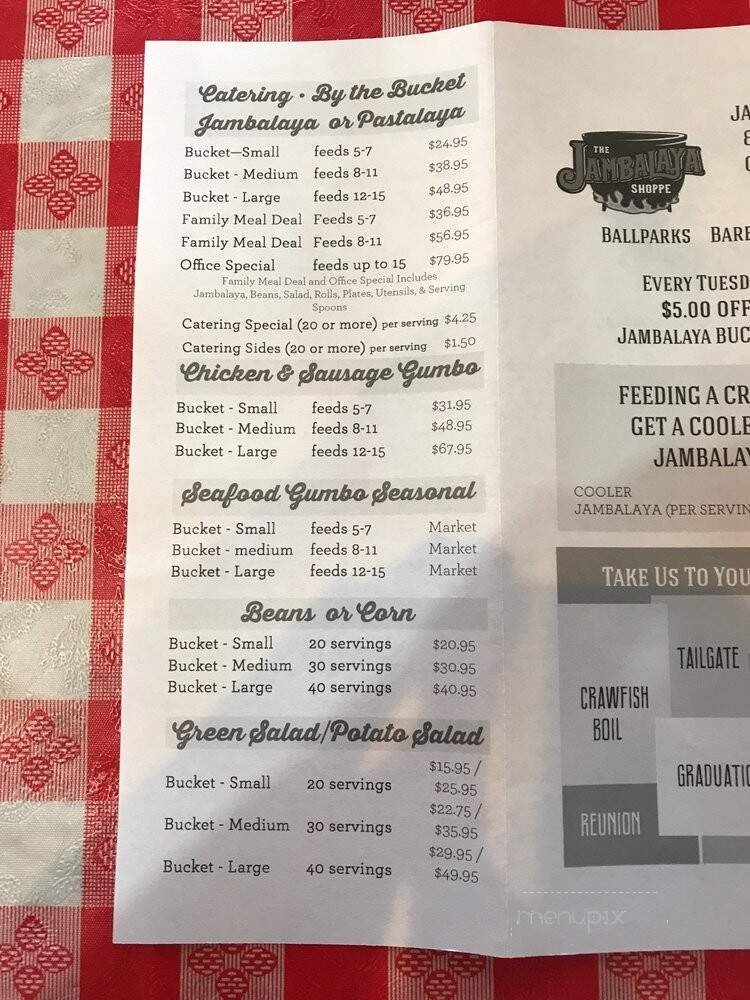 Catering • By the Bucket
Jambalaya or Pastalaya
Bucket—Small feeds 5-7 $24.95
Bucket - Medium feeds 8-11 $38.95
Bucket - Large feeds 12-15 $48.95
Family Meal Deal Feeds 5-7 $36.95
Family Meal Deal Feeds 8-11 $56.95
Office Special feeds up to 15 $79.95
Family Meal Deal and Office Special Includes
Jambalaya, Beans, Salad, Rolls, Plates, Utensils, & Serving
Spoons
Catering Special (20 or more) per serving $4.25
Catering Sides (20 or more) per serving $1.50
Chicken & Sausage Gumbo
Bucket - Small feeds 5-7 $31.95
Bucket - Medium feeds 8-11 $48.95
Bucket - Large feeds 12-15 $67.95
Seafood Gumbo Seasonal
Bucket - Small feeds 5-7 Market
Bucket - medium feeds 8-11 Market
Bucket - Large feeds 12-15 Market
Beans or Corn
Bucket - Small 20 servings $20.95
Bucket - Medium 30 servings $30.95
Bucket - Large 40 servings $40.95
Green Salad/Potato Salad
$15.95 /
Bucket - Small 20 servings $25.95
$22.75 /
Bucket - Medium 30 servings $35.95
$29.95 /
Bucket - Large 40 servings $49.95
JA
&
THE
JAMBALAYA
SHOPPE
BALLPARKS BARB
EVERY TUESD
$5.00 OFF
JAMBALAYA BUC
FEEDING A CR
GET A COOLE
JAMBALAY
COOLER
JAMBALAYA (PER SERVIN
TAKE US TO YOU
TAILGATE
CRAWFISH
BOIL
GRADUATIO
REUNION
menupix